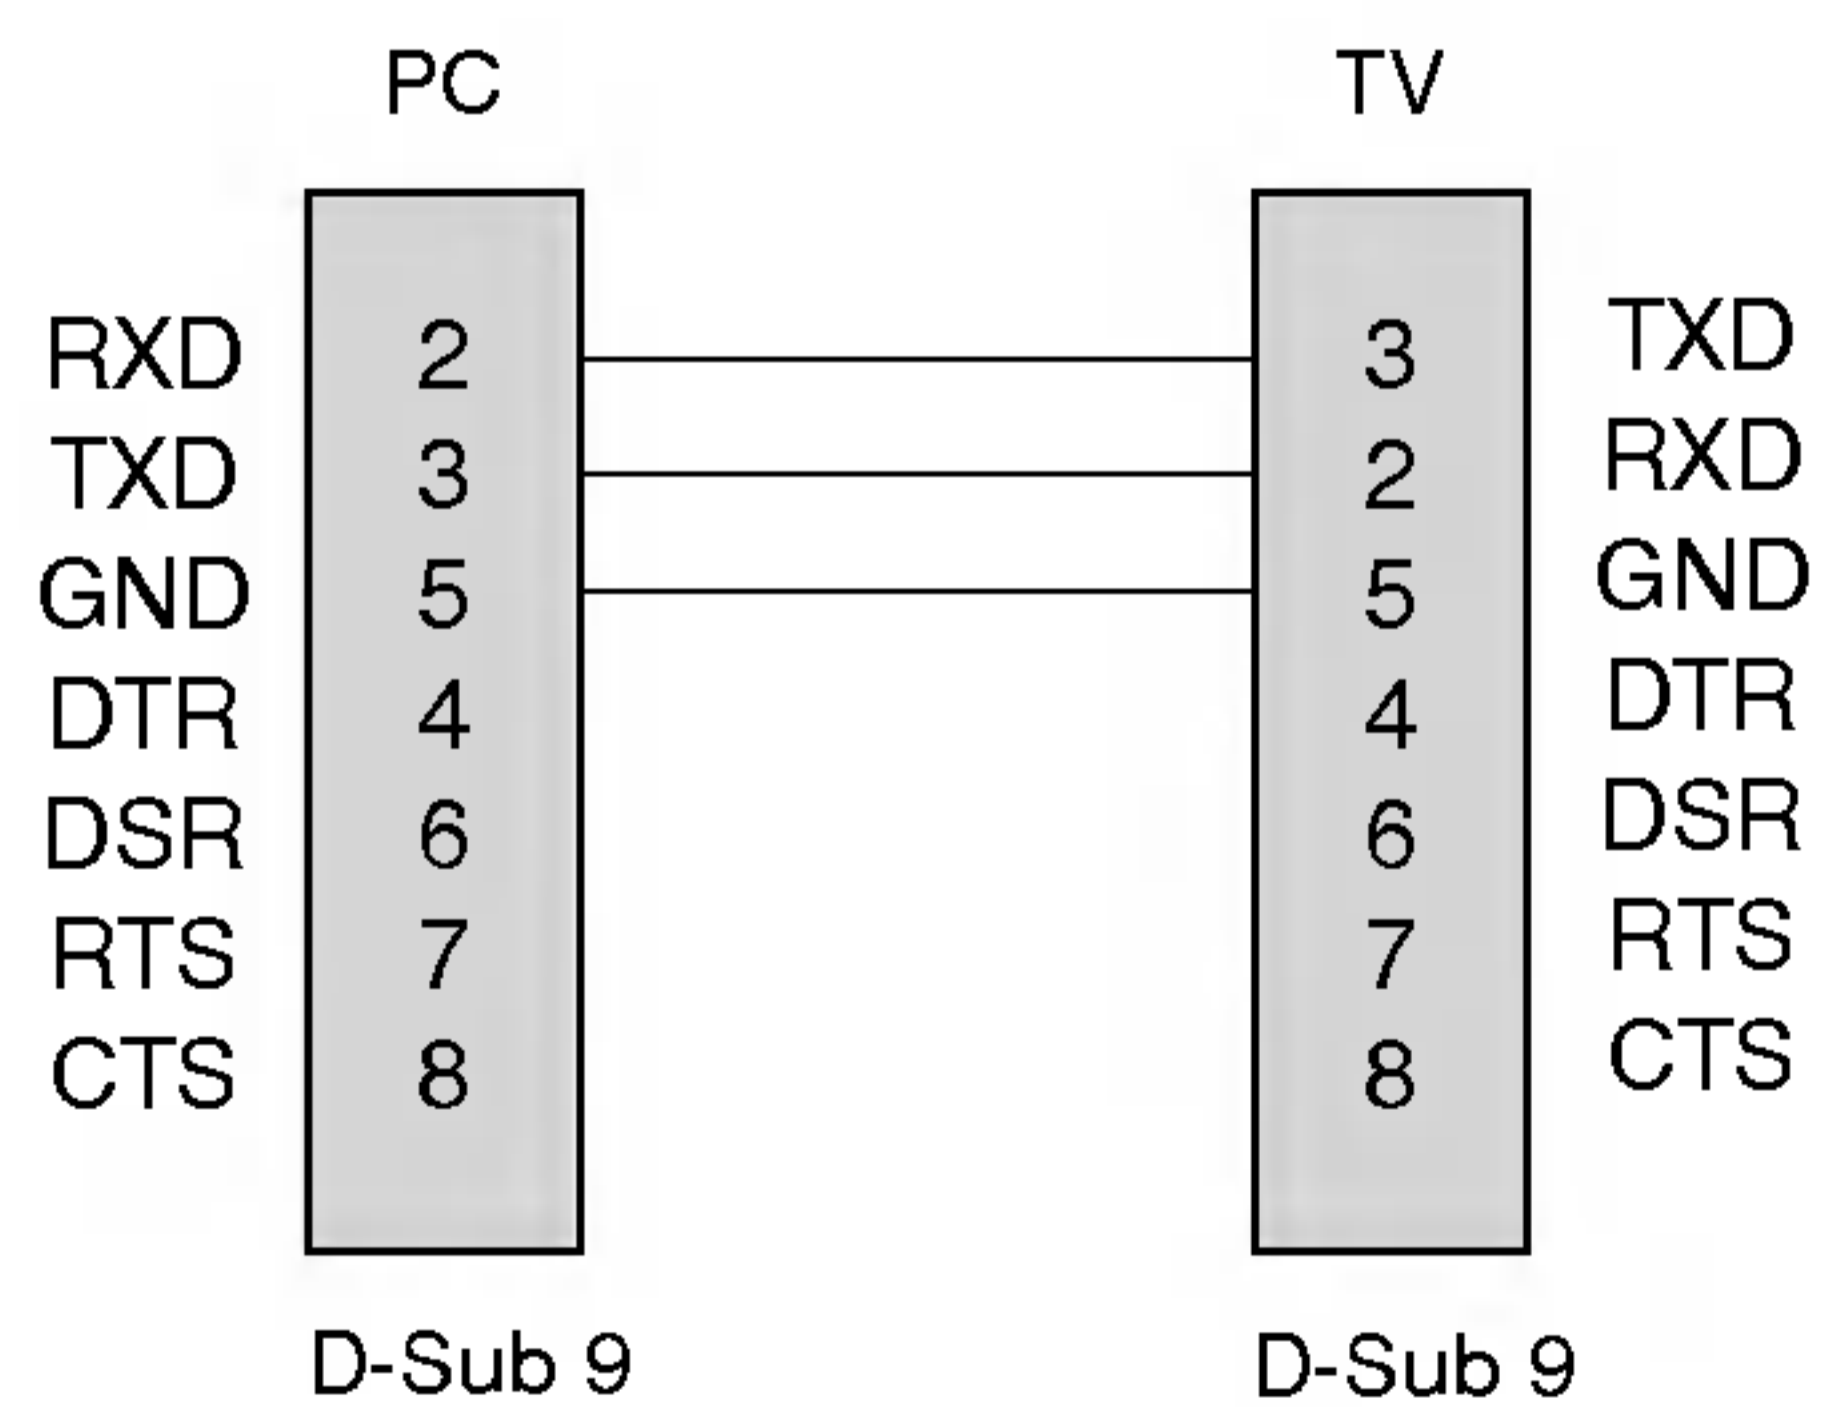 PC TV
RXD 2 3 TXD
TXD 3 2 RXD
GND 5 5 GND
DTR 4 4 DTR
DSR 6 6 DSR
RTS 7 7 RTS
CTS 8 8 CTS
D-Sub 9 D-Sub 9